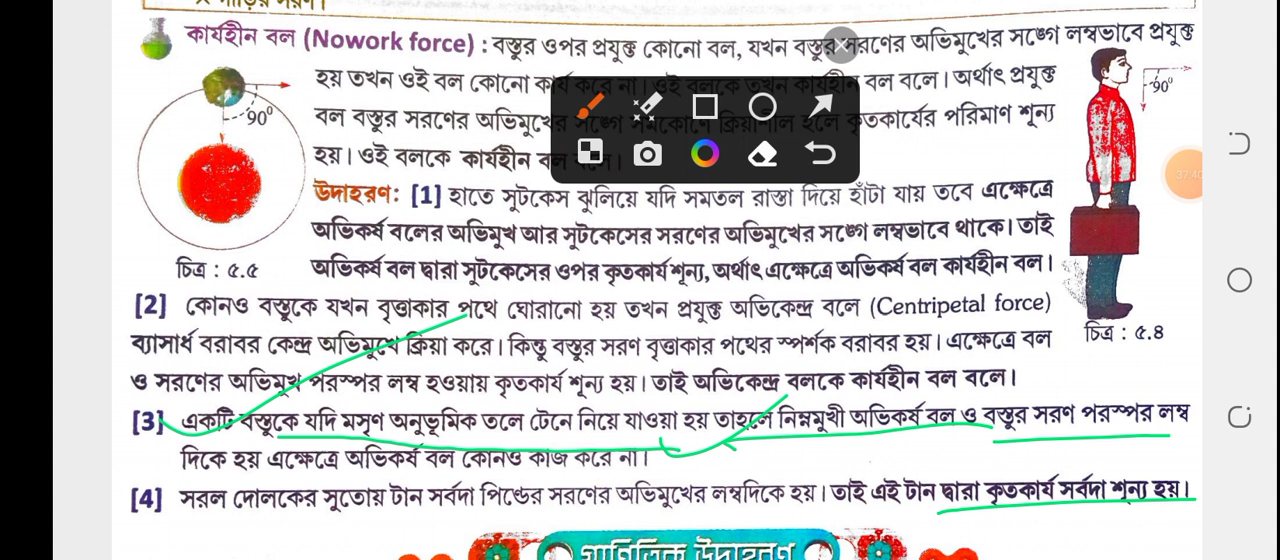 কার্যহীন বল (Nowork force) : বস্তুর ওপর প্রযুক্ত কোনো বল, যখন বস্তুর সরণের অভিমুখের সঙ্গে লম্বভাবে প্রযুক্ত
হয় তখন ওই বল কোনো কার্য করে না। ওই বলকে তখন কার্যহীন বল বলে। অর্থাৎ প্রযুক্ত
90⁰
90⁰
বল বস্তুর সরণের অভিমুখের সঙ্গে সমকোণে ক্রিয়াশীল হলে কৃতকার্যের পরিমাণ শূন্য
হয়। ওই বলকে কার্যহীন বল বলে।
37:40
উদাহরণ: [1] হাতে সুটকেস ঝুলিয়ে যদি সমতল রাস্তা দিয়ে হাঁটা যায় তবে এক্ষেত্রে
অভিকর্ষ বলের অভিমুখ আর সুটকেসের সরণের অভিমুখের সঙ্গে লম্বভাবে থাকে। তাই
চিত্র : ৫.৫
অভিকর্ষ বল দ্বারা সুটকেসের ওপর কৃতকার্য শূন্য, অর্থাৎ এক্ষেত্রে অভিকর্ষ বল কার্যহীন বল।
[2] কোনও বস্তুকে যখন বৃত্তাকার পথে ঘোরানো হয় তখন প্রযুক্ত অভিকেন্দ্র বলে (Centripetal force)
চিত্র : ৫.৪
ব্যাসার্ধ বরাবর কেন্দ্র অভিমুখে ক্রিয়া করে। কিন্তু বস্তুর সরণ বৃত্তাকার পথের স্পর্শক বরাবর হয়। এক্ষেত্রে বল
ও সরণের অভিমুখ পরস্পর লম্ব হওয়ায় কৃতকার্য শূন্য হয়। তাই অভিকেন্দ্র বলকে কার্যহীন বল বলে।
[3] একটি বস্তুকে যদি মসৃণ অনুভূমিক তলে টেনে নিয়ে যাওয়া হয় তাহলে নিম্নমুখী অভিকর্ষ বল ও বস্তুর সরণ পরস্পর লম্ব
দিকে হয় এক্ষেত্রে অভিকর্ষ বল কোনও কাজ করে না।
[4] সরল দোলকের সুতোয় টান সর্বদা পিণ্ডের সরণের অভিমুখের লম্বদিকে হয়। তাই এই টান দ্বারা কৃতকার্য সর্বদা শূন্য হয়।
গাণিতিক উদাহরণ